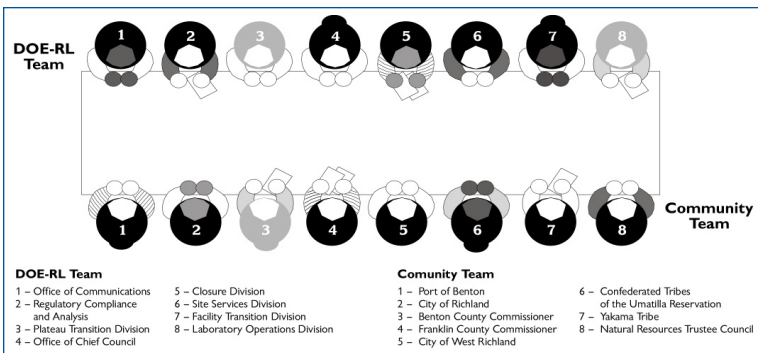 DOE-RL
Team
1 2 3 4 5 6 7 8
1 2 3 4 5 6 7 8
Community
Team
DOE-RL Team
1 – Office of Communications
2 – Regulatory Compliance
and Analysis
3 – Plateau Transition Division
4 – Office of Chief Council
5 – Closure Division
6 – Site Services Division
7 – Facility Transition Division
8 – Laboratory Operations Division
Comunity Team
1 – Port of Benton
2 – City of Richland
3 – Benton County Commissioner
4 – Franklin County Commissioner
5 – City of West Richland
6 – Confederated Tribes
of the Umatilla Reservation
7 – Yakama Tribe
8 – Natural Resources Trustee Council